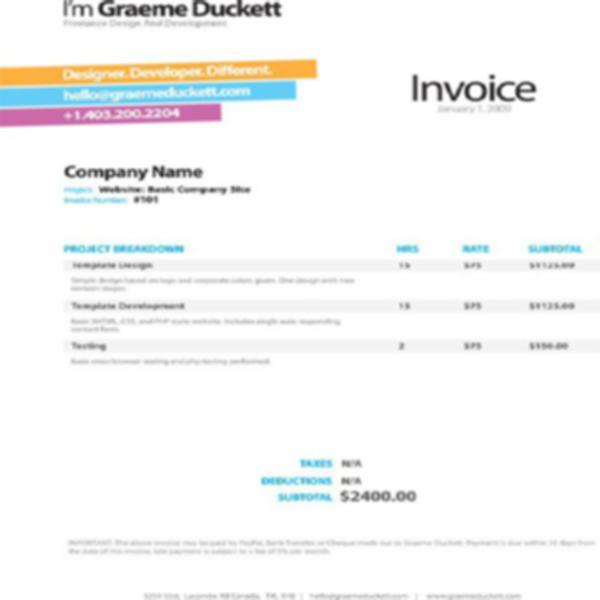 I'm Graeme Duckett
Freelance Design And Development
Designer. Developer. Different.
hello@graemeduckett.com
+1.403.200.2204
Invoice
January 1, 2009
Company Name
Project: Website: Basic Company Site
Invoice Number: #101
PROJECT BREAKDOWN HRS RATE SUBTOTAL
Template Design 15 $75 $1125.00
Simple design based on logo and corporate colors given. One design with two
revision stages.
Template Development 15 $75 $1125.00
Basic XHTML, CSS, and PHP static website. Includes single auto responding
contact form.
Testing 2 $75 $150.00
Basic cross browser testing and php testing performed.
TAXES N/A
DEDUCTIONS N/A
SUBTOTAL $2400.00
IMPORTANT: The above invoice may be paid by PayPal, Bank Transfer, or Cheque made out to Graeme Duckett. Payment is due within 30 days from
the date of this invoice, late payment is subject to a fee of 5% per month.
Lacombe AB Canada, | hello@graemeduckett.com | www.graemeduckett.com